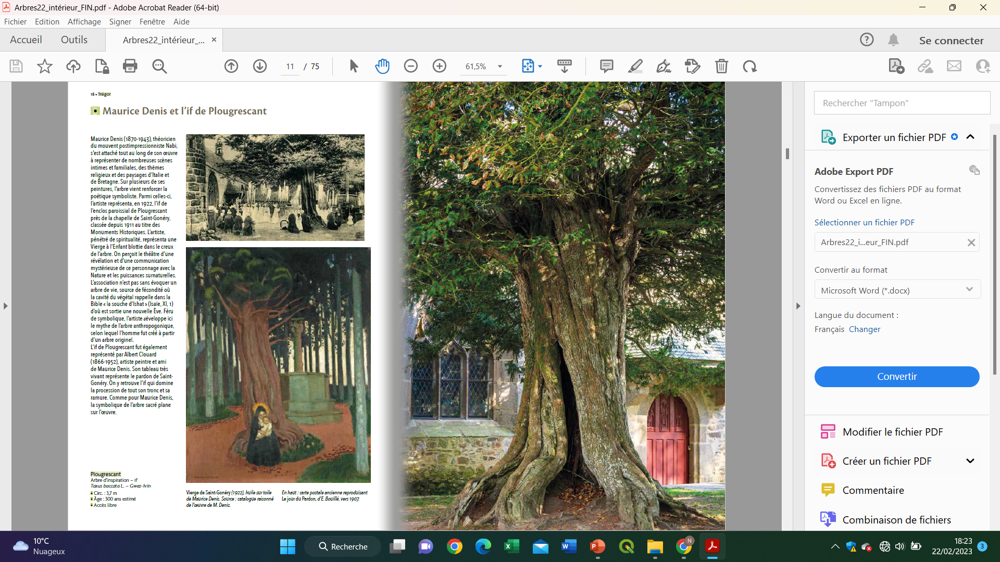 Arbres22_intérieur_FIN.pdf - Adobe Acrobat Reader (64-bit)
Fichier Edition Affichage Signer Fenêtre Aide
Accueil Outils Arbres22_intérieur_... ×
Se connecter
11 / 75
61,5%
18 • Trégor
Maurice Denis et l'if de Plougrescant
Maurice Denis (1870-1943), théoricien
du mouvent postimpressionniste Nabi,
s'est attaché tout au long de son œuvre
à représenter de nombreuses scènes
intimes et familiales, des thèmes
religieux et des paysages d'Italie et
de Bretagne. Sur plusieurs de ses
peintures, l'arbre vient renforcer la
poétique symboliste. Parmi celles-ci,
l'artiste représenta, en 1922, l'if de
l'enclos paroissial de Plougrescant
près de la chapelle de Saint-Gonéry,
classée depuis 1911 au titre des
Monuments Historiques. L'artiste,
pénétré de spiritualité, représenta une
Vierge à l'Enfant blottie dans le creux
de l'arbre. On perçoit le théâtre d'une
révélation et d'une communication
mystérieuse de ce personnage avec la
Nature et les puissances surnaturelles.
L'association n'est pas sans évoquer un
arbre de vie, source de fécondité où
la cavité du végétal rappelle dans la
Bible « la souche d'Ishat » (Isaïe, XI, 1)
d'où est sortie une nouvelle Ève. Féru
de symbolique, l'artiste développe ici
le mythe de l'arbre anthropogonique,
selon lequel l'homme fut créé à partir
d'un arbre originel.
L'if de Plougrescant fut également
représenté par Albert Clouard
(1866-1952), artiste peintre et ami
de Maurice Denis. Son tableau très
vivant représente le pardon de Saint-
Gonéry. On y retrouve l'if qui domine
la procession de tout son tronc et sa
ramure. Comme pour Maurice Denis,
la symbolique de l'arbre sacré plane
sur l'œuvre.
Plougrescant
Arbre d'inspiration – If
Taxus baccata L. – Gwez-Ivin
Circ. : 3,7 m
Âge : 300 ans estimé
Accès libre
Vierge de Saint-Gonéry (1922), huile sur toile
de Maurice Denis. Source : catalogue raisonné
de l'œuvre de M. Denis.
En haut : carte postale ancienne reproduisant
Le jour du Pardon, d'E. Bouillé, vers 1907.
Rechercher "Tampon"
Exporter un fichier PDF
Adobe Export PDF
Convertissez des fichiers PDF au format
Word ou Excel en ligne.
Sélectionner un fichier PDF
Arbres22_i...eur_FIN.pdf
Convertir au format
Microsoft Word (*.docx)
Langue du document :
Français Changer
Convertir
Modifier le fichier PDF
Créer un fichier PDF
Commentaire
Combinaison de fichiers
10°C
Nuageux
Recherche
N
18:23
22/02/2023
3